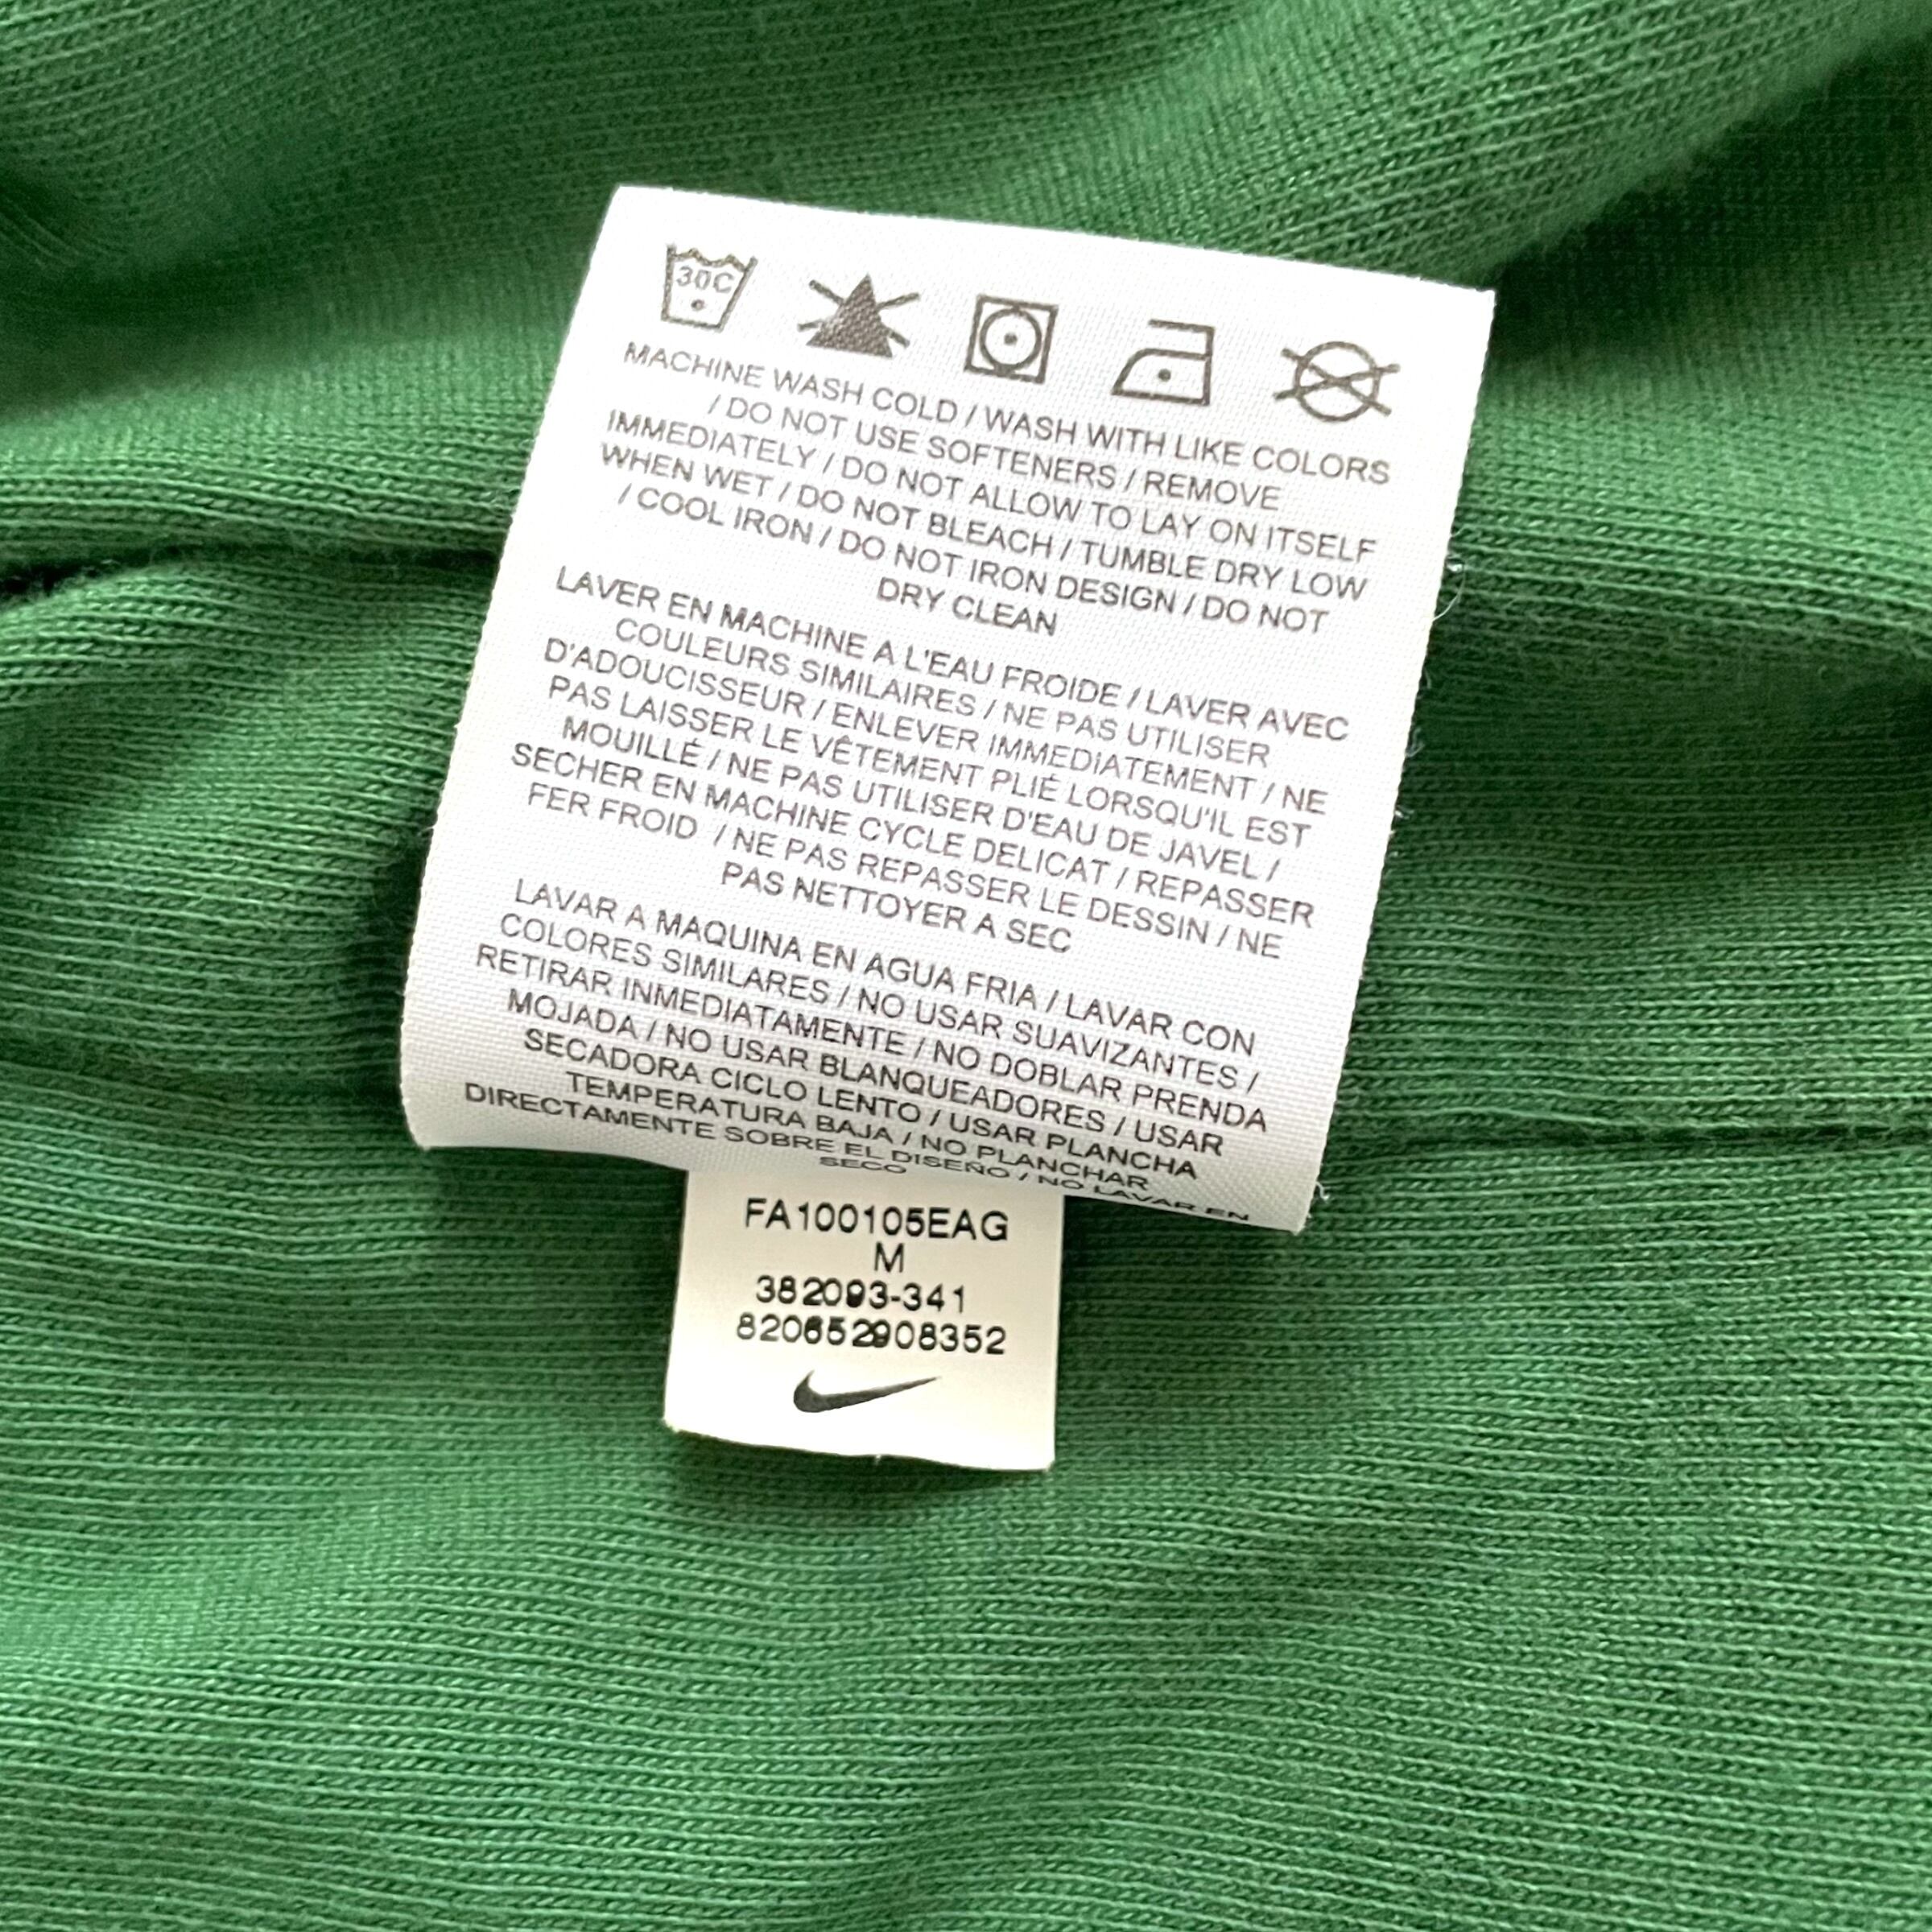 30C
MACHINE WASH COLD / WASH WITH LIKE COLORS
/ DO NOT USE SOFTENERS / REMOVE
IMMEDIATELY / DO NOT ALLOW TO LAY ON ITSELF
WHEN WET / DO NOT BLEACH / TUMBLE DRY LOW
/ COOL IRON / DO NOT IRON DESIGN / DO NOT
DRY CLEAN
LAVER EN MACHINE A L'EAU FROIDE / LAVER AVEC
COULEURS SIMILAIRES / NE PAS UTILISER
D'ADOUCISSEUR / ENLEVER IMMEDIATEMENT / NE
PAS LAISSER LE VÊTEMENT PLIÉ LORSQU'IL EST
MOUILLÉ / NE PAS UTILISER D'EAU DE JAVEL /
SECHER EN MACHINE CYCLE DELICAT / REPASSER
FER FROID / NE PAS REPASSER LE DESSIN / NE
PAS NETTOYER A SEC
LAVAR A MAQUINA EN AGUA FRIA / LAVAR CON
COLORES SIMILARES / NO USAR SUAVIZANTES /
RETIRAR INMEDIATAMENTE / NO DOBLAR PRENDA
MOJADA / NO USAR BLANQUEADORES / USAR
SECADORA CICLO LENTO / USAR PLANCHA
TEMPERATURA BAJA / NO PLANCHAR
DIRECTAMENTE SOBRE EL DISEÑO / NO LAVAR EN
SECO
FA100105EAG
M
382093-341
820652908352